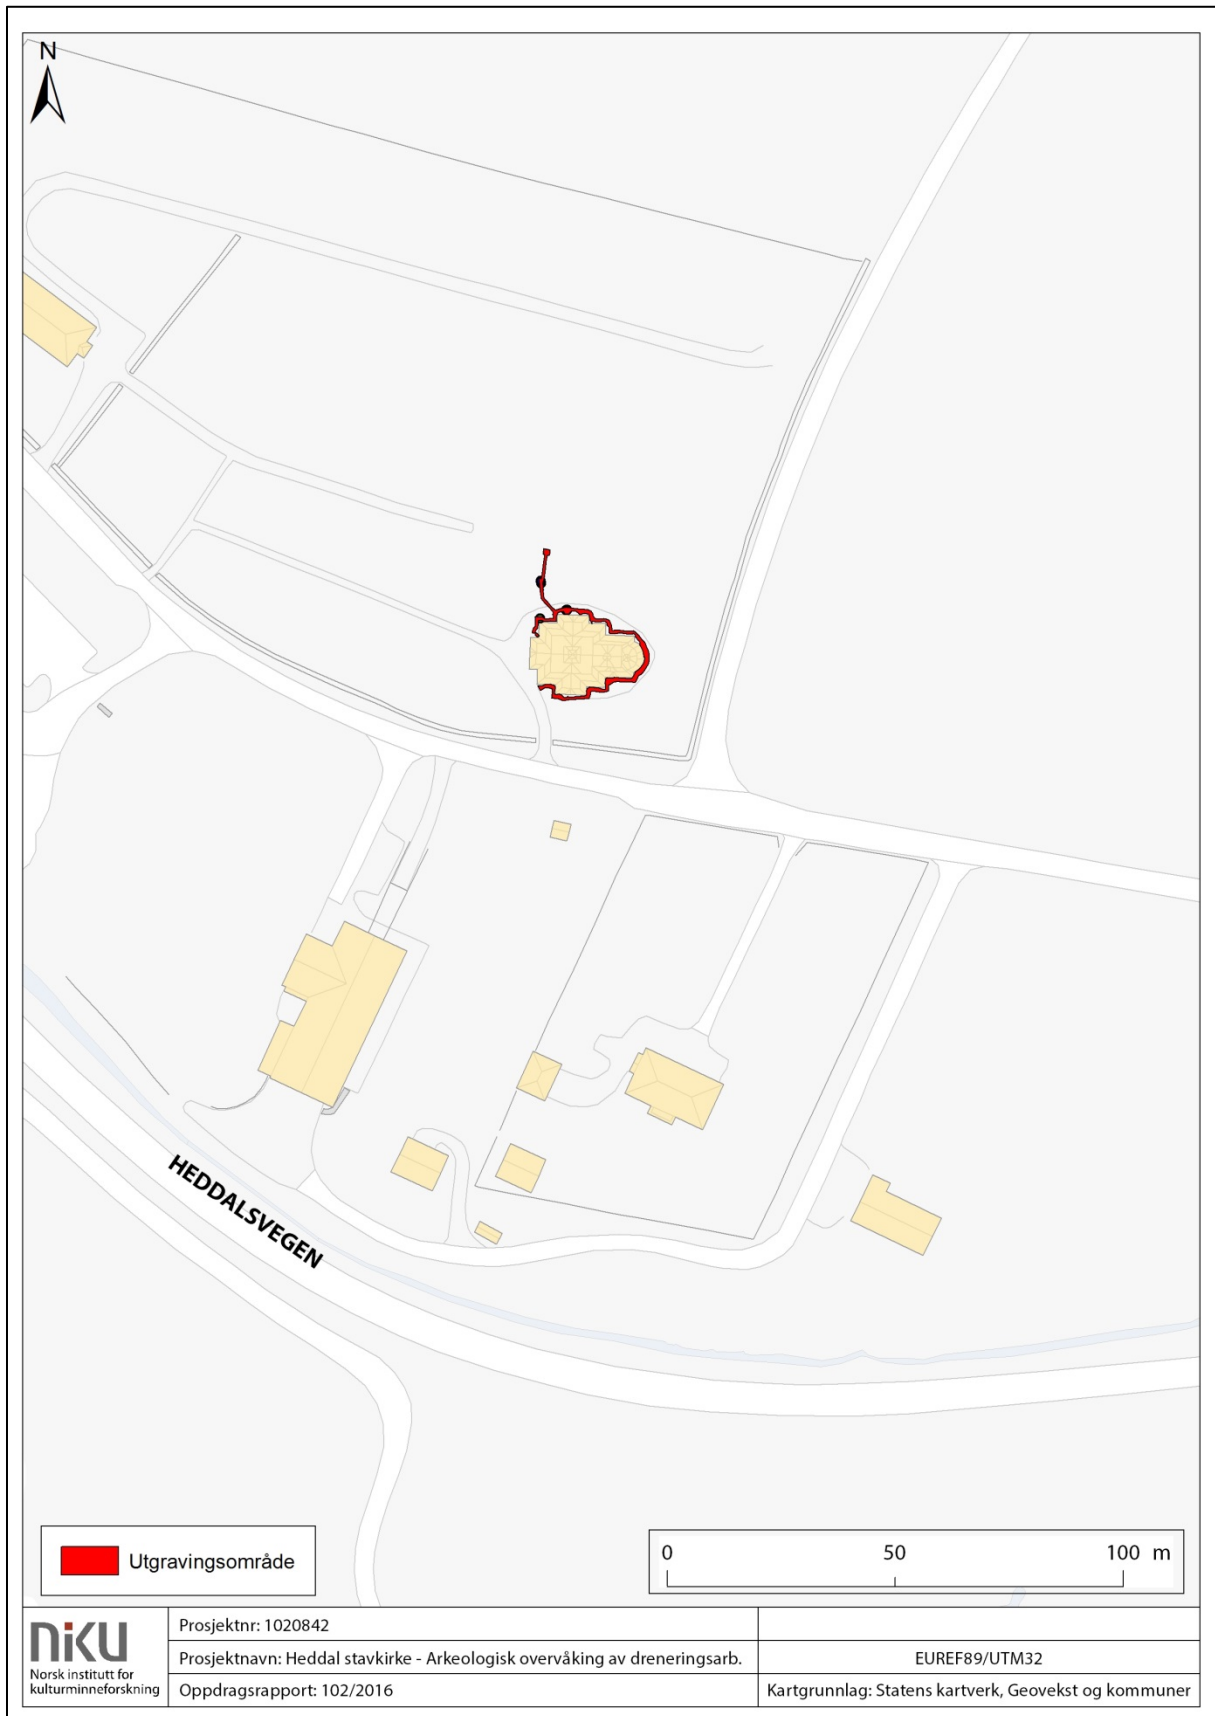 N
HEDDALSVEGEN
Utgravingsområde
0 50 100 m
niku
Norsk institutt for
kulturminneforskning
Prosjektnr: 1020842
Prosjektnavn: Heddal stavkirke - Arkeologisk overvåking av dreneringsarb.
EUREF89/UTM32
Oppdragsrapport: 102/2016
Kartgrunnlag: Statens kartverk, Geovekst og kommuner